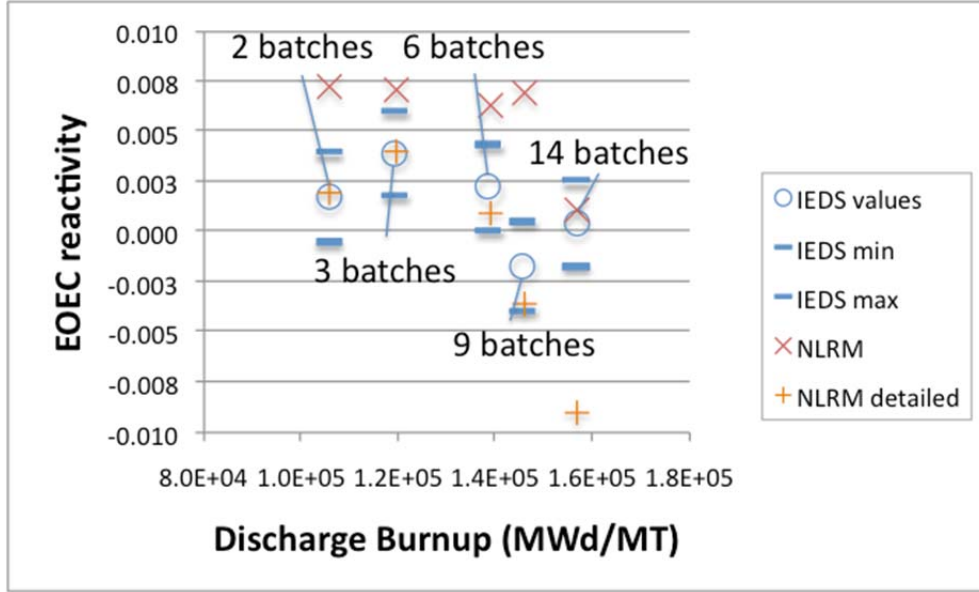 0.010
2 batches 6 batches
0.008
0.005
14 batches
0.003
0.000
3 batches
-0.003
-0.005
9 batches
-0.008
-0.010
EOEC reactivity
8.0E+04 1.0E+05 1.2E+05 1.4E+05 1.6E+05 1.8E+05
Discharge Burnup (MWd/MT)
IEDS values
IEDS min
IEDS max
NLRM
NLRM detailed